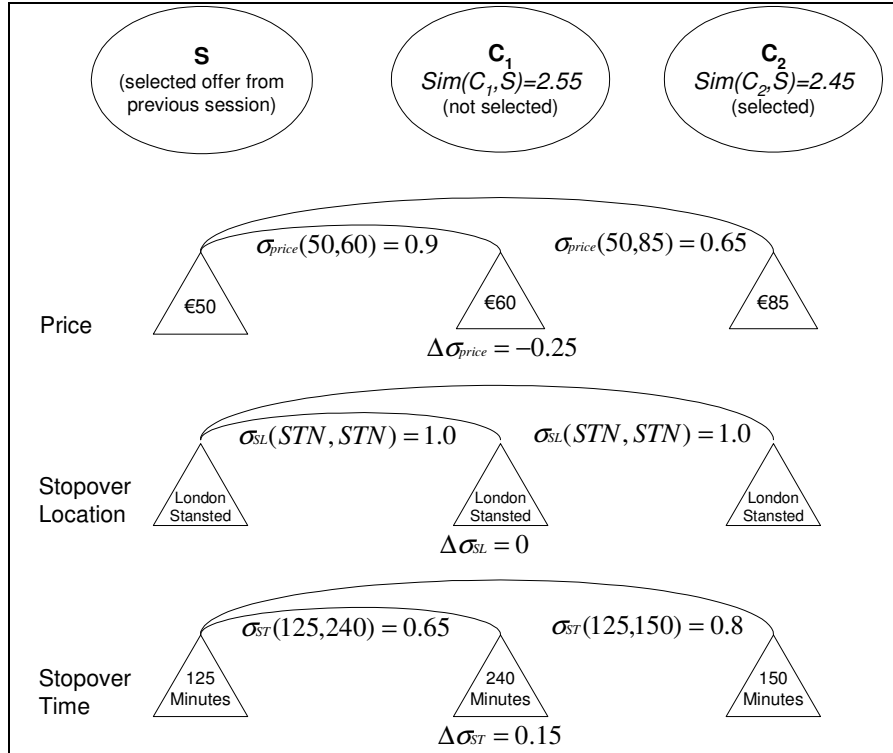 S
(selected offer from
previous session)
C₁
Sim(C₁,S)=2.55
(not selected)
C₂
Sim(C₂,S)=2.45
(selected)
σprice(50,60) = 0.9
σprice(50,85) = 0.65
Price
€50
€60
€85
Δσprice = −0.25
σSL(STN, STN) = 1.0
σSL(STN, STN) = 1.0
Stopover
Location
London
Stansted
London
Stansted
London
Stansted
ΔσSL = 0
σST(125,240) = 0.65
σST(125,150) = 0.8
Stopover
Time
125
Minutes
240
Minutes
150
Minutes
ΔσST = 0.15